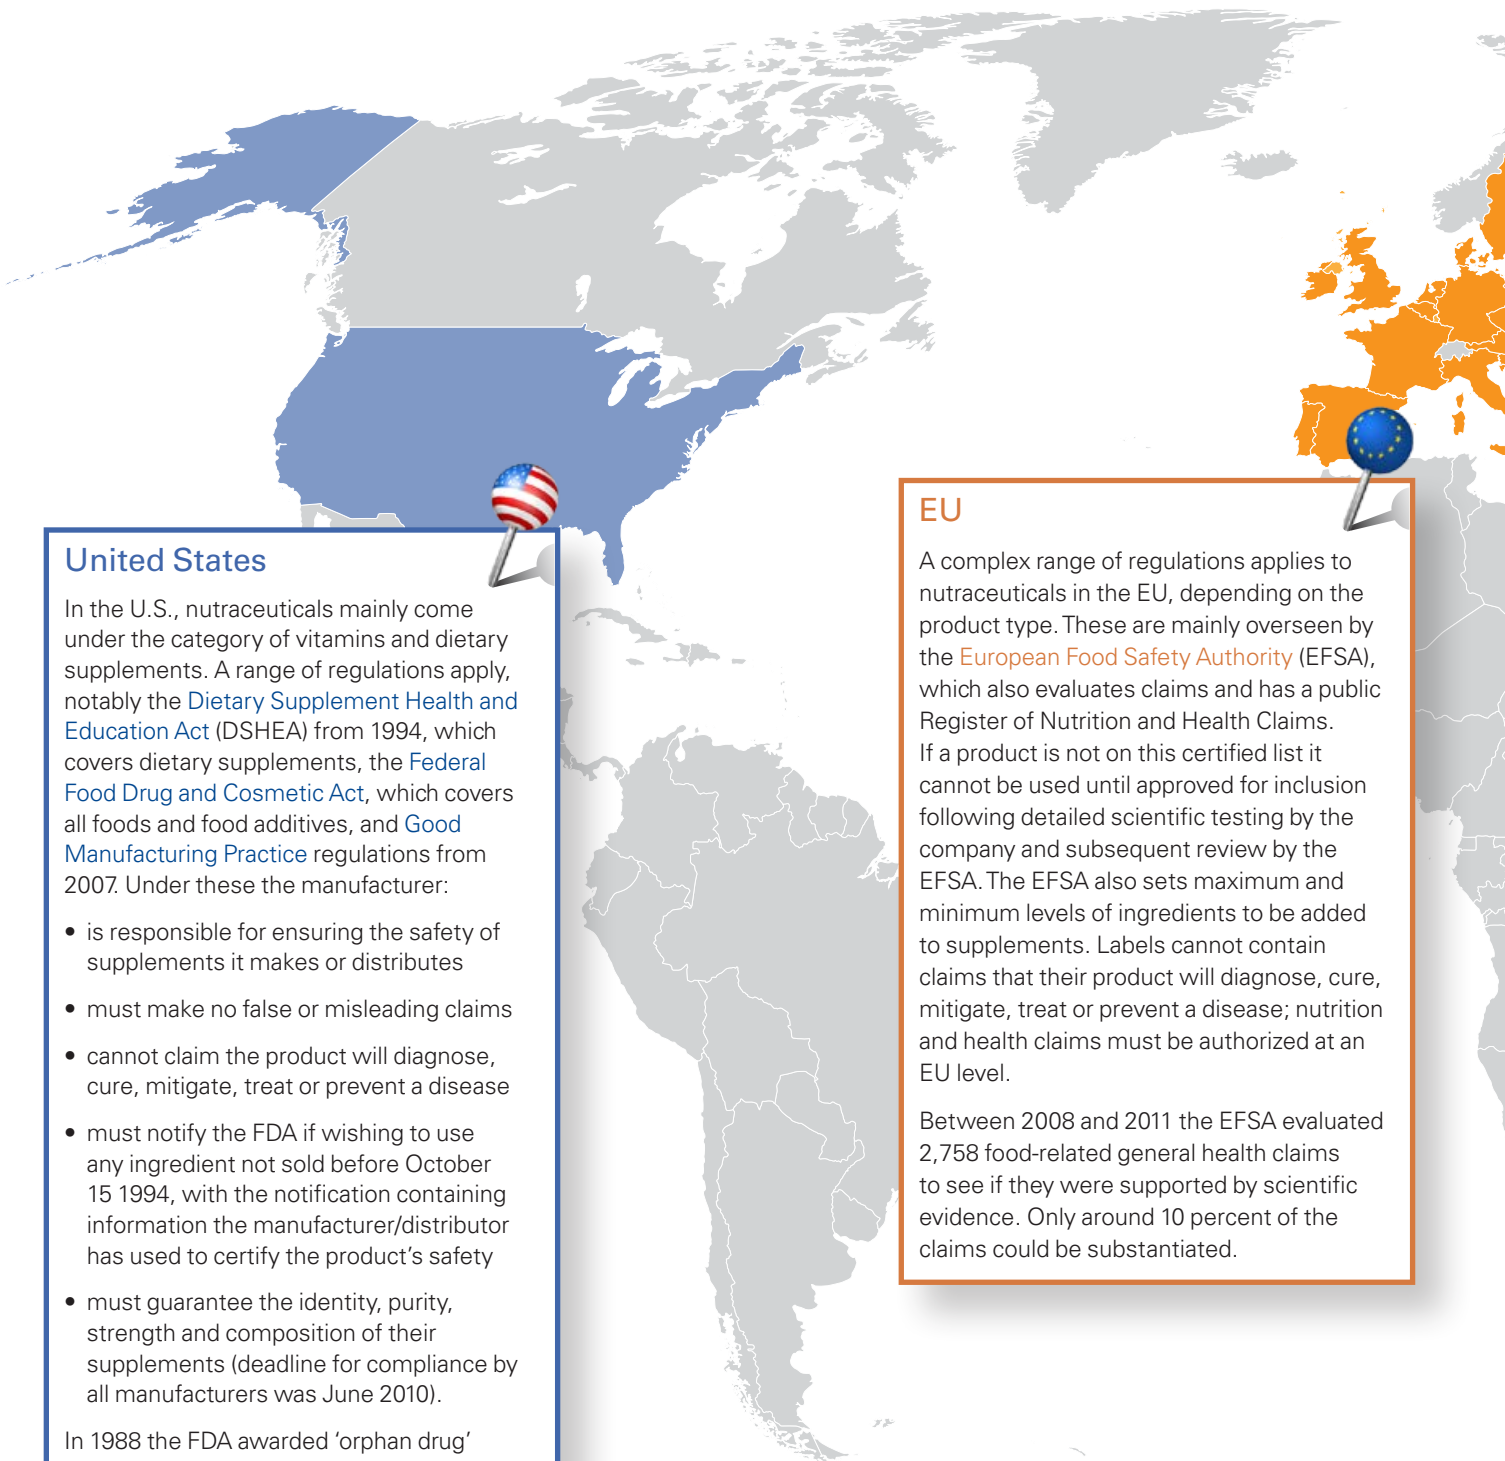 United States
In the U.S., nutraceuticals mainly come
under the category of vitamins and dietary
supplements. A range of regulations apply,
notably the Dietary Supplement Health and
Education Act (DSHEA) from 1994, which
covers dietary supplements, the Federal
Food Drug and Cosmetic Act, which covers
all foods and food additives, and Good
Manufacturing Practice regulations from
2007. Under these the manufacturer:
• is responsible for ensuring the safety of
supplements it makes or distributes
• must make no false or misleading claims
• cannot claim the product will diagnose,
cure, mitigate, treat or prevent a disease
• must notify the FDA if wishing to use
any ingredient not sold before October
15 1994, with the notification containing
information the manufacturer/distributor
has used to certify the product’s safety
• must guarantee the identity, purity,
strength and composition of their
supplements (deadline for compliance by
all manufacturers was June 2010).
In 1988 the FDA awarded ‘orphan drug’
EU
A complex range of regulations applies to
nutraceuticals in the EU, depending on the
product type. These are mainly overseen by
the European Food Safety Authority (EFSA),
which also evaluates claims and has a public
Register of Nutrition and Health Claims.
If a product is not on this certified list it
cannot be used until approved for inclusion
following detailed scientific testing by the
company and subsequent review by the
EFSA. The EFSA also sets maximum and
minimum levels of ingredients to be added
to supplements. Labels cannot contain
claims that their product will diagnose, cure,
mitigate, treat or prevent a disease; nutrition
and health claims must be authorized at an
EU level.
Between 2008 and 2011 the EFSA evaluated
2,758 food-related general health claims
to see if they were supported by scientific
evidence. Only around 10 percent of the
claims could be substantiated.